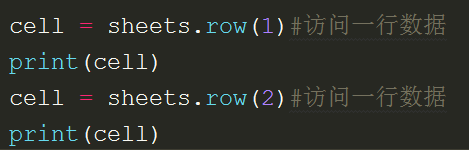 cell = sheets.row(1)#访问一行数据
print(cell)
cell = sheets.row(2)#访问一行数据
print(cell)